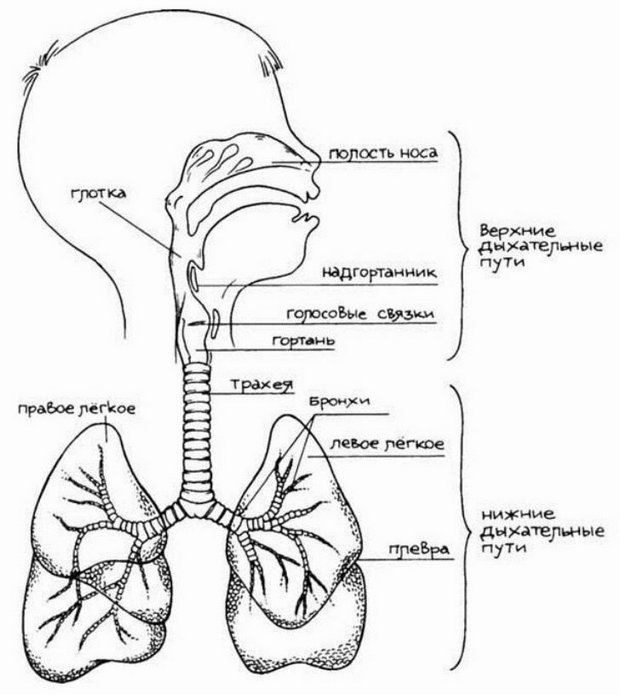 полость носа
глотка
Верхние
дыхательные
пути
надгортанник
голосовые связки
гортань
трахея
бронхи
правое лёгкое
левое лёгкое
нижние
дыхательные
пути
плевра